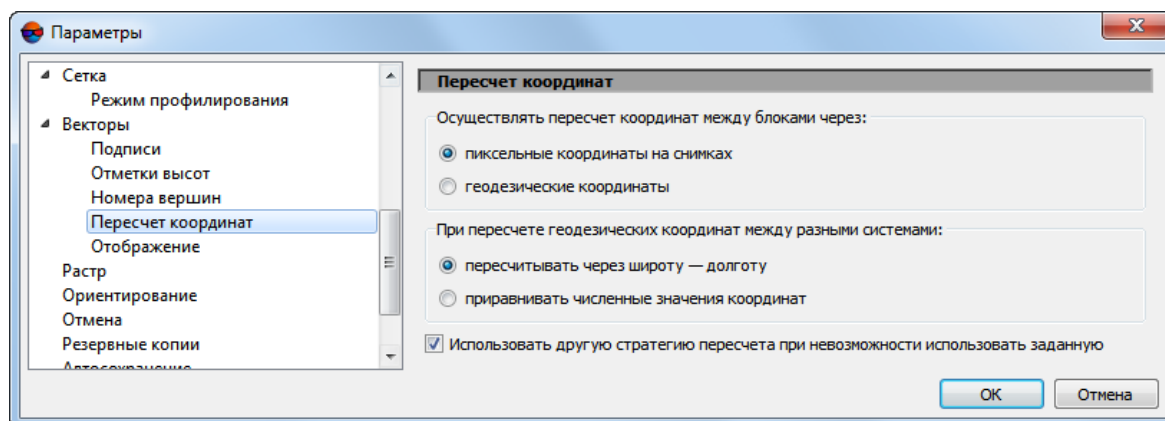 Параметры
Сетка
Режим профилирования
Векторы
Подписи
Отметки высот
Номера вершин
Пересчет координат
Отображение
Растр
Ориентирование
Отмена
Резервные копии
Автосохранение
Пересчет координат
Осуществлять пересчет координат между блоками через:
пиксельные координаты на снимках
геодезические координаты
При пересчете геодезических координат между разными системами:
пересчитывать через широту — долготу
приравнивать численные значения координат
Использовать другую стратегию пересчета при невозможности использовать заданную
OK
Отмена